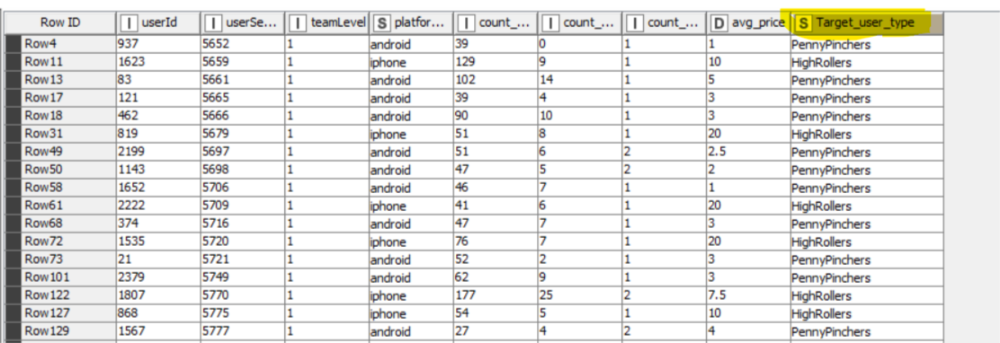 Row ID I userId I userSe... I teamLevel S platfor... I count_... I count_... I count_... D avg_price S Target_user_type
Row4 937 5652 1 android 39 0 1 1 PennyPinchers
Row11 1623 5659 1 iphone 129 9 1 10 HighRollers
Row13 83 5661 1 android 102 14 1 5 PennyPinchers
Row17 121 5665 1 android 39 4 1 3 PennyPinchers
Row18 462 5666 1 android 90 10 1 3 PennyPinchers
Row31 819 5679 1 iphone 51 8 1 20 HighRollers
Row49 2199 5697 1 android 51 6 2 2.5 PennyPinchers
Row50 1143 5698 1 android 47 5 2 2 PennyPinchers
Row58 1652 5706 1 android 46 7 1 1 PennyPinchers
Row61 2222 5709 1 iphone 41 6 1 20 HighRollers
Row68 374 5716 1 android 47 7 1 3 PennyPinchers
Row72 1535 5720 1 iphone 76 7 1 20 HighRollers
Row73 21 5721 1 android 52 2 1 3 PennyPinchers
Row101 2379 5749 1 android 62 9 1 3 PennyPinchers
Row122 1807 5770 1 iphone 177 25 2 7.5 HighRollers
Row127 868 5775 1 iphone 54 5 1 10 HighRollers
Row129 1567 5777 1 android 27 4 2 4 PennyPinchers